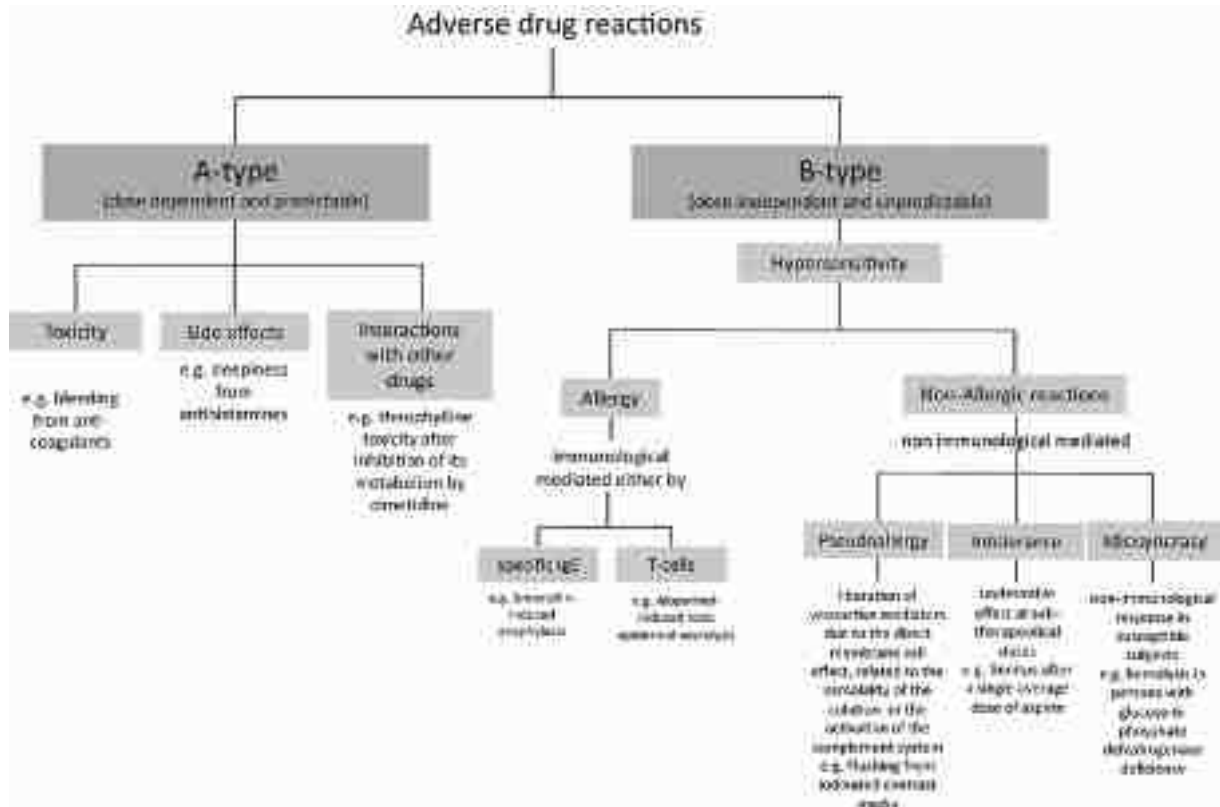 Adverse drug reactions
A-type
(dose dependent and predictable)
B-type
(dose independent and unpredictable)
Hypersensitivity
Toxicity
e.g. bleeding
from anti-
coagulants
Side effects
e.g. sleepiness
from
antihistamines
Interactions
with other
drugs
e.g. theophylline
toxicity after
inhibition of its
metabolism by
cimetidine
Allergy
immunological
mediated either by
specific IgE
induced
anaphylaxis
T-cells
e.g.
induced toxic
epidermal necrolysis
Non-Allergic reactions
non immunological mediated
Pseudoallergy
liberation of
vasoactive mediators
due to the direct
membrane cell
effect, related to the
osmolality of the
solution or the
activation of the
complement system
e.g. flushing from
iodinated contrast
media
Intolerance
undesirable
effect at sub-
therapeutical
doses
e.g. tinnitus after
a single average
dose of aspirin
Idiosyncrasy
non-immunological
response in
susceptible
subjects
e.g. hemolysis in
persons with
glucose-6-
phosphate
dehydrogenase
deficiency